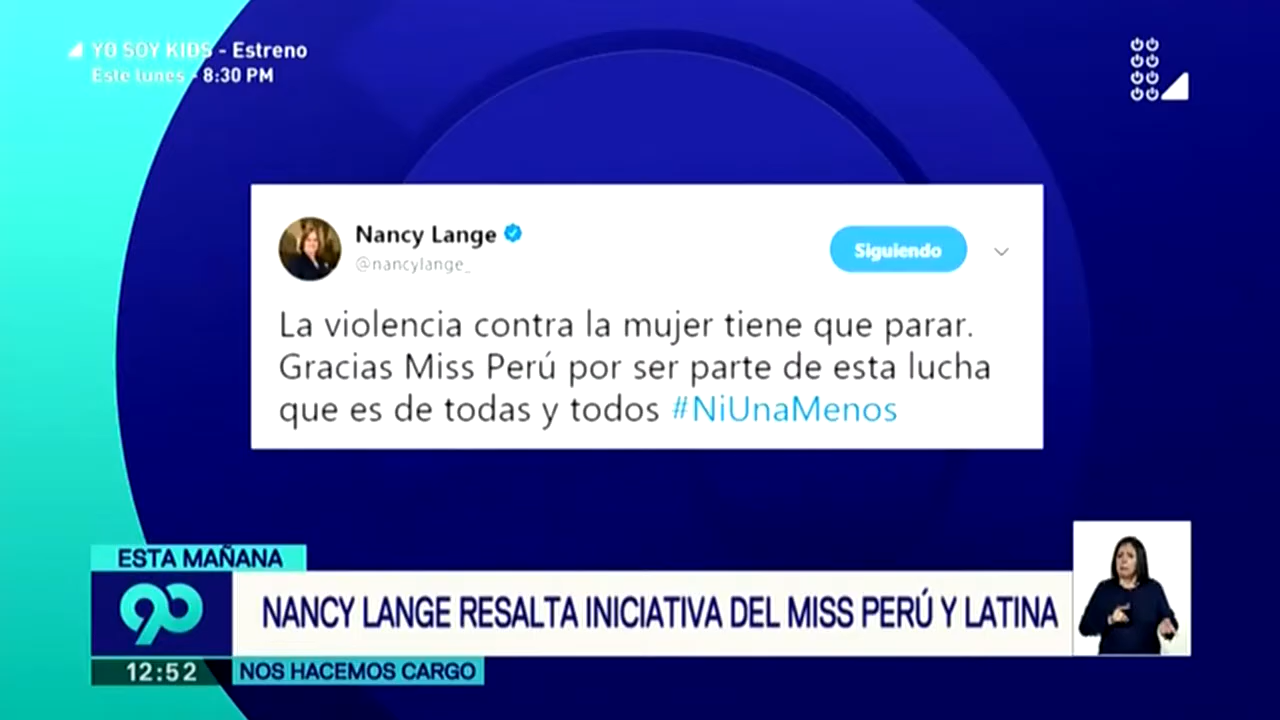 YO SOY KIDS - Estreno
Este lunes - 8:30 PM
Nancy Lange
@nancylange_
Siguiendo
La violencia contra la mujer tiene que parar.
Gracias Miss Perú por ser parte de esta lucha
que es de todas y todos #NiUnaMenos
ESTA MAÑANA
90
NANCY LANGE RESALTA INICIATIVA DEL MISS PERÚ Y LATINA
12:52
NOS HACEMOS CARGO